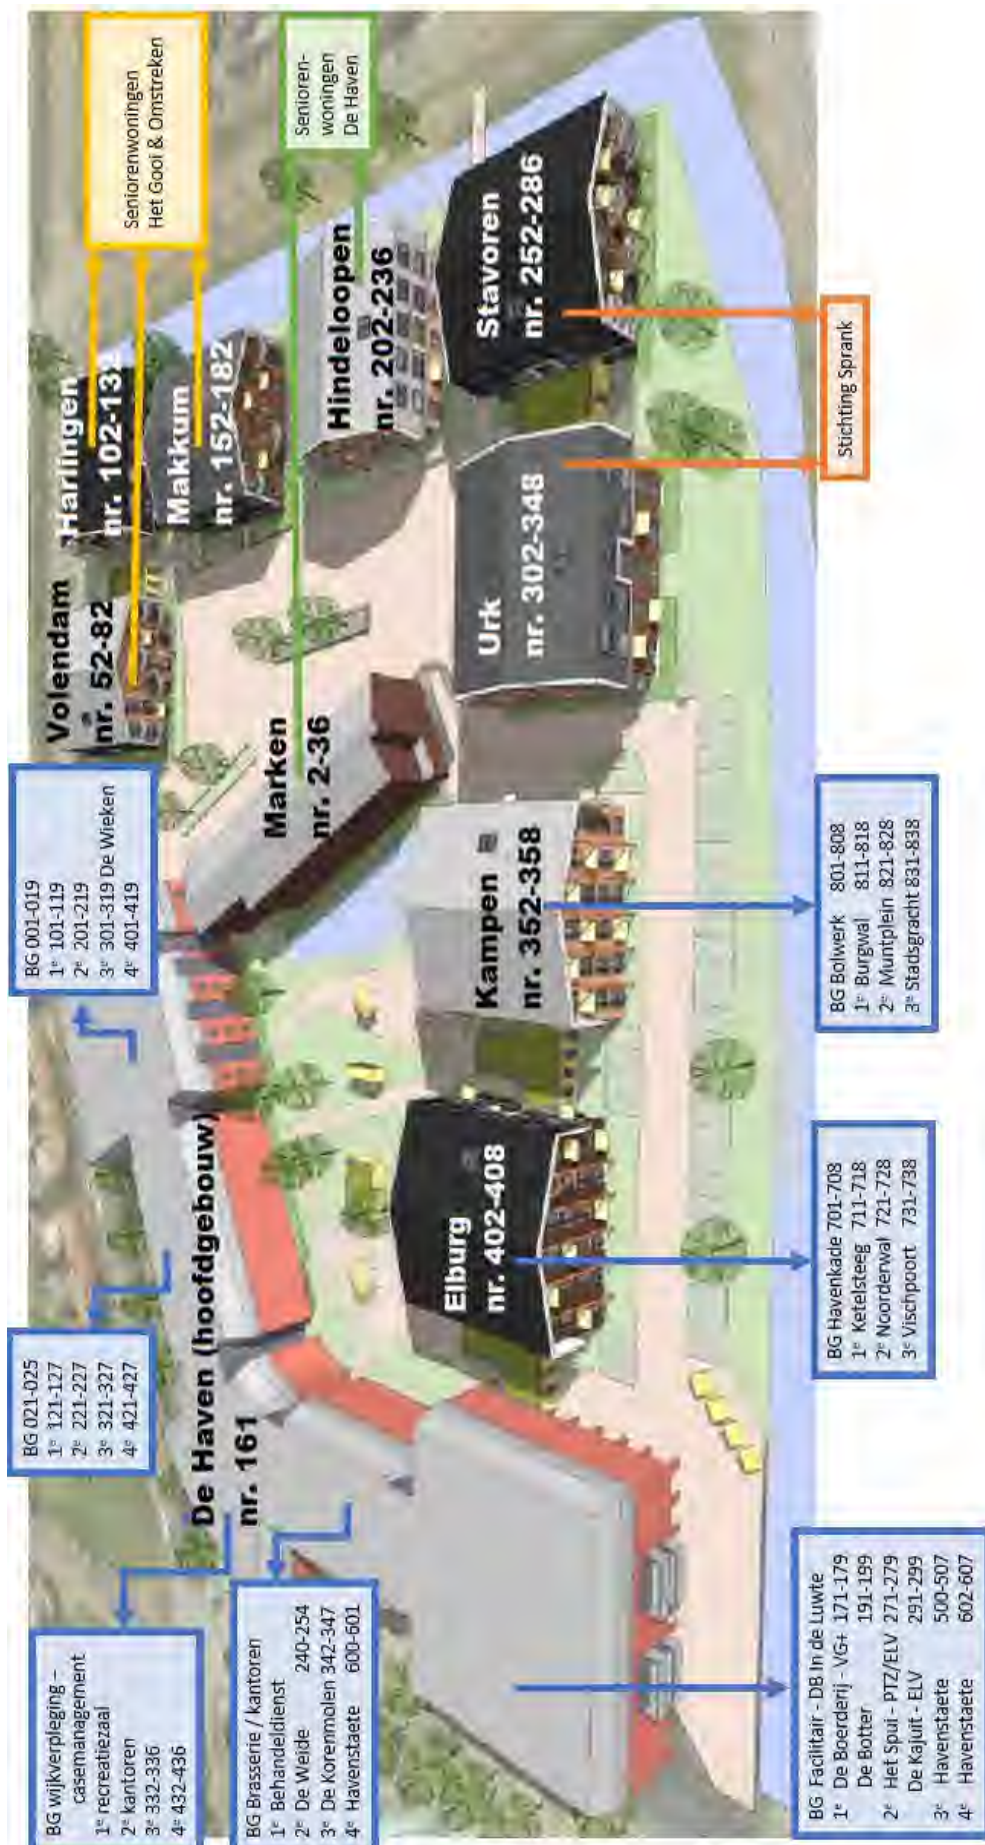 BG wijkverpleging –
casemanagement
1e recreatiezaal
2e kantoren
3e 332-336
4e 432-436
BG 021-025
1e 121-127
2e 221-227
3e 321-327
4e 421-427
BG 001-019
1e 101-119
2e 201-219
3e 301-319 De Wieken
4e 401-419
Seniorenwoningen
Het Gooi & Omstreken
Volendam
nr. 52-82
Harlingen
nr. 102-132
Makkum
nr. 152-182
BG Brasserie / kantoren
1e Behandeldienst
2e De Weide 240-254
3e De Korenmolen 342-347
4e Havenstaete 600-601
De Haven (hoofdgebouw)
nr. 161
Marken
nr. 2-36
Hindeloopen
nr. 202-236
Senioren-
woningen
De Haven
Elburg
nr. 402-408
Kampen
nr. 352-358
Urk
nr. 302-348
Stavoren
nr. 252-286
BG Facilitair - DB In de Luwte
1e De Boerderij - VG+ 171-179
De Botter 191-199
2e Het Spui - PTZ/ELV 271-279
De Kajuit - ELV 291-299
3e Havenstaete 500-507
4e Havenstaete 602-607
BG Havenkade 701-708
1e Ketelsteeg 711-718
2e Noorderwal 721-728
3e Vischpoort 731-738
BG Bolwerk 801-808
1e Burgwal 811-818
2e Muntplein 821-828
3e Stadsgracht 831-838
Stichting Sprank